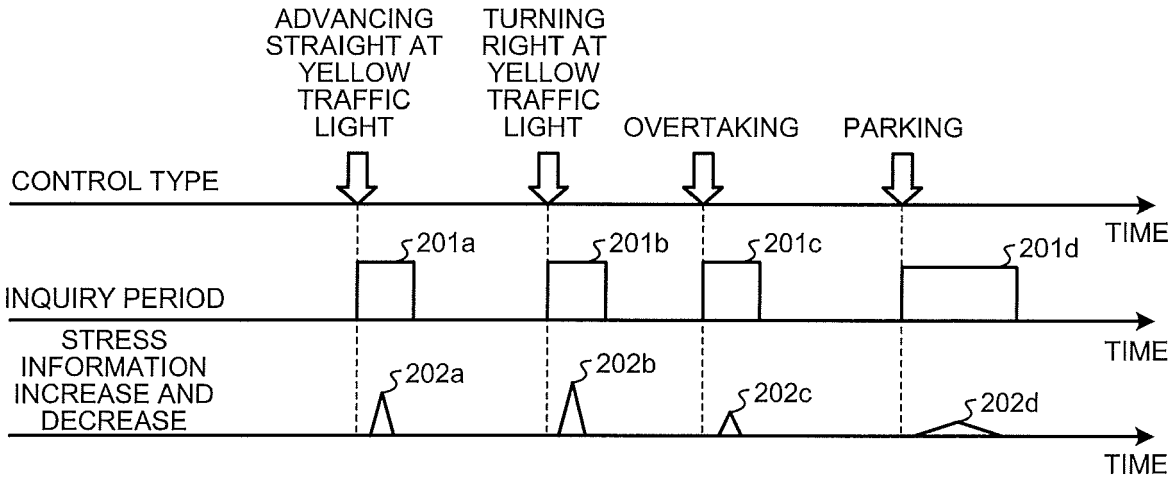 ADVANCING
STRAIGHT AT
YELLOW
TRAFFIC
LIGHT
TURNING
RIGHT AT
YELLOW
TRAFFIC
LIGHT
OVERTAKING
PARKING
CONTROL TYPE
TIME
201a
201b
201c
201d
INQUIRY PERIOD
TIME
STRESS
INFORMATION
INCREASE AND
DECREASE
202a
202b
202c
202d
TIME